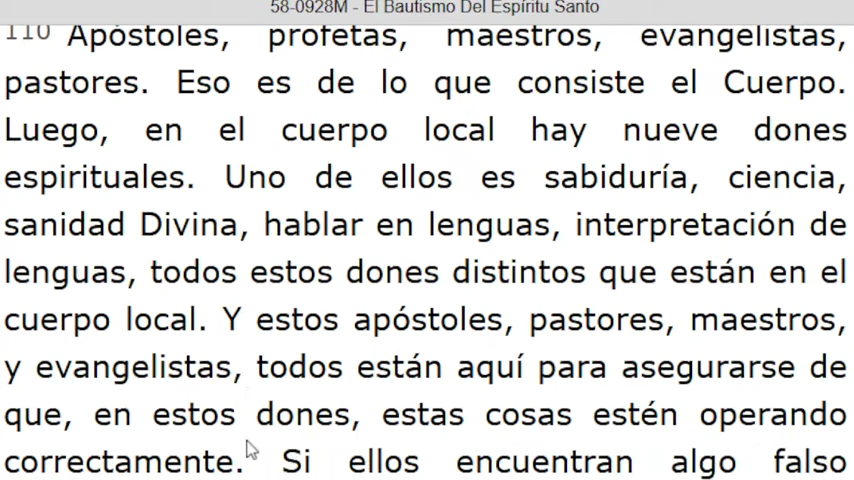 58-0928M - El Bautismo Del Espíritu Santo
110 Apóstoles, profetas, maestros, evangelistas,
pastores. Eso es de lo que consiste el Cuerpo.
Luego, en el cuerpo local hay nueve dones
espirituales. Uno de ellos es sabiduría, ciencia,
sanidad Divina, hablar en lenguas, interpretación de
lenguas, todos estos dones distintos que están en el
cuerpo local. Y estos apóstoles, pastores, maestros,
y evangelistas, todos están aquí para asegurarse de
que, en estos dones, estas cosas estén operando
correctamente. Si ellos encuentran algo falso